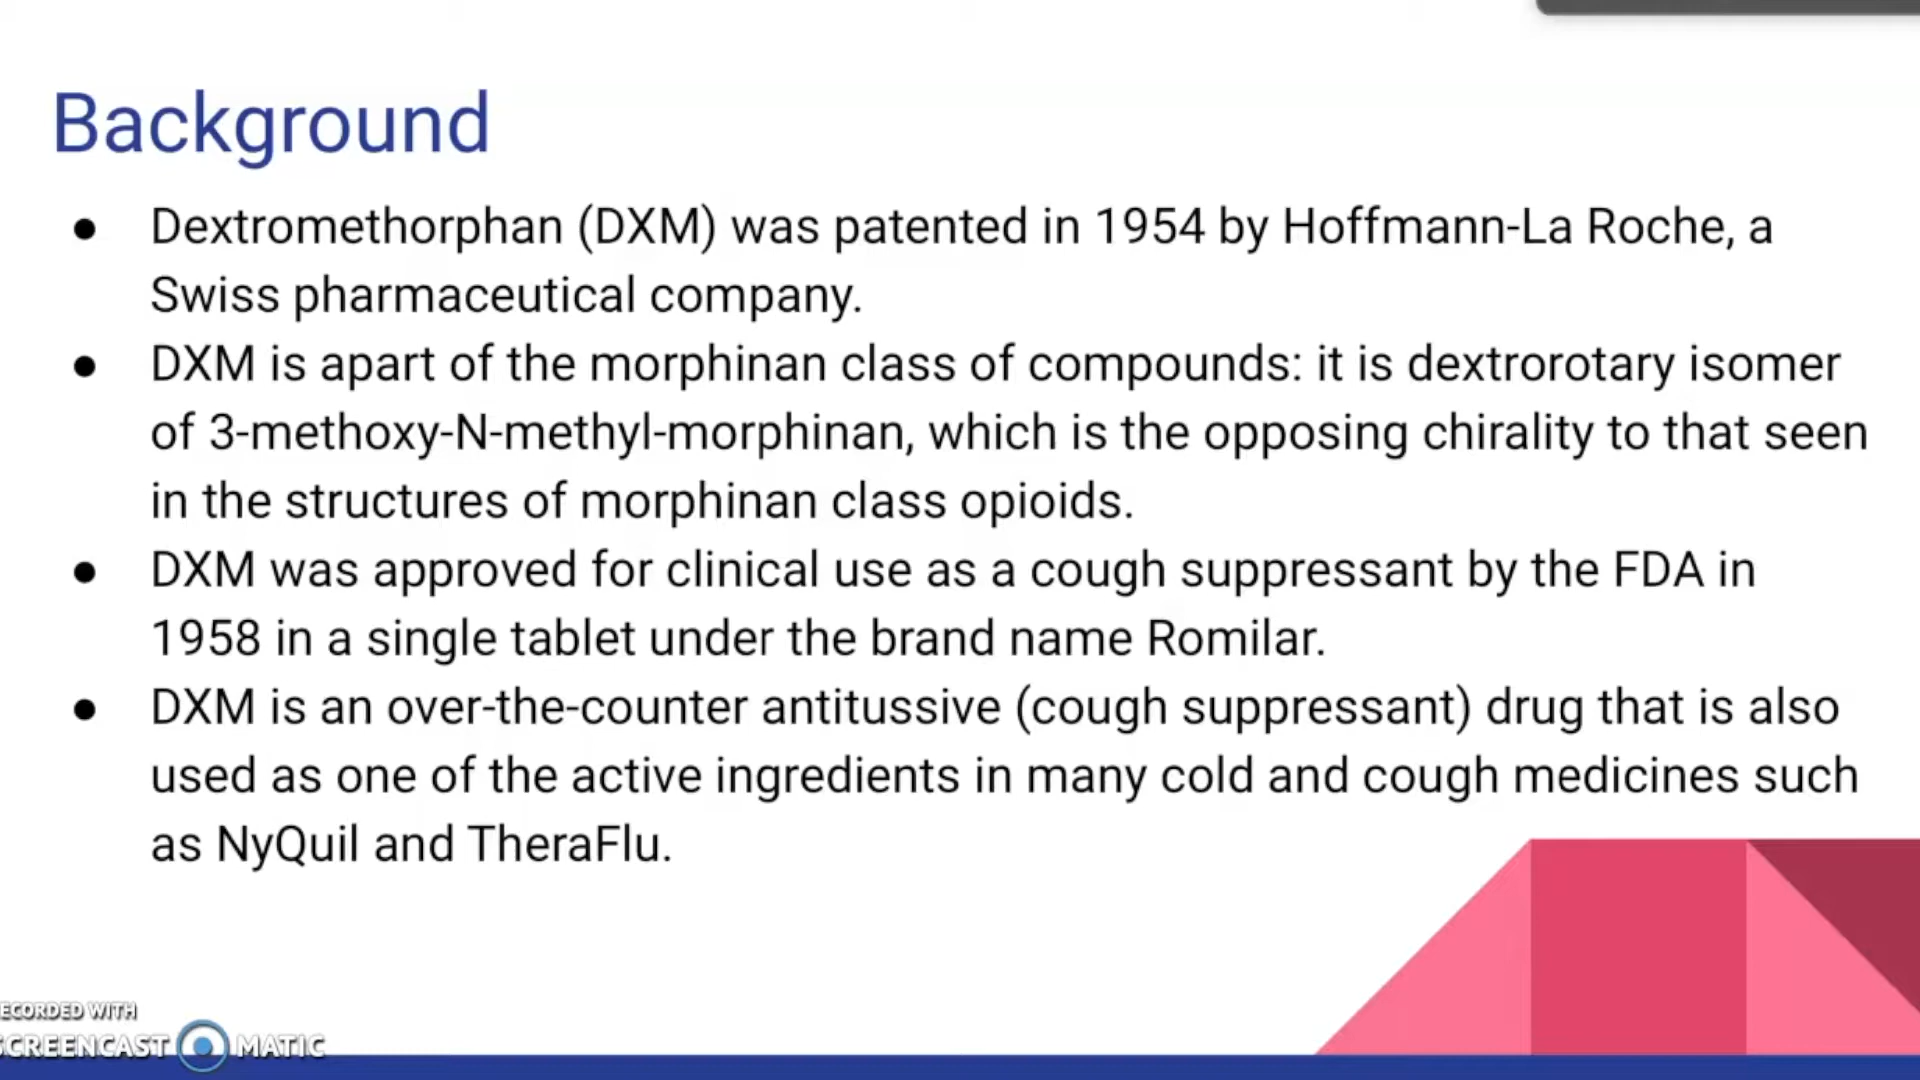 Background
● Dextromethorphan (DXM) was patented in 1954 by Hoffmann-La Roche, a
Swiss pharmaceutical company.
● DXM is apart of the morphinan class of compounds: it is dextrorotary isomer
of 3-methoxy-N-methyl-morphinan, which is the opposing chirality to that seen
in the structures of morphinan class opioids.
● DXM was approved for clinical use as a cough suppressant by the FDA in
1958 in a single tablet under the brand name Romilar.
● DXM is an over-the-counter antitussive (cough suppressant) drug that is also
used as one of the active ingredients in many cold and cough medicines such
as NyQuil and TheraFlu.
ECORDED WITH
SCREENCAST MATIC